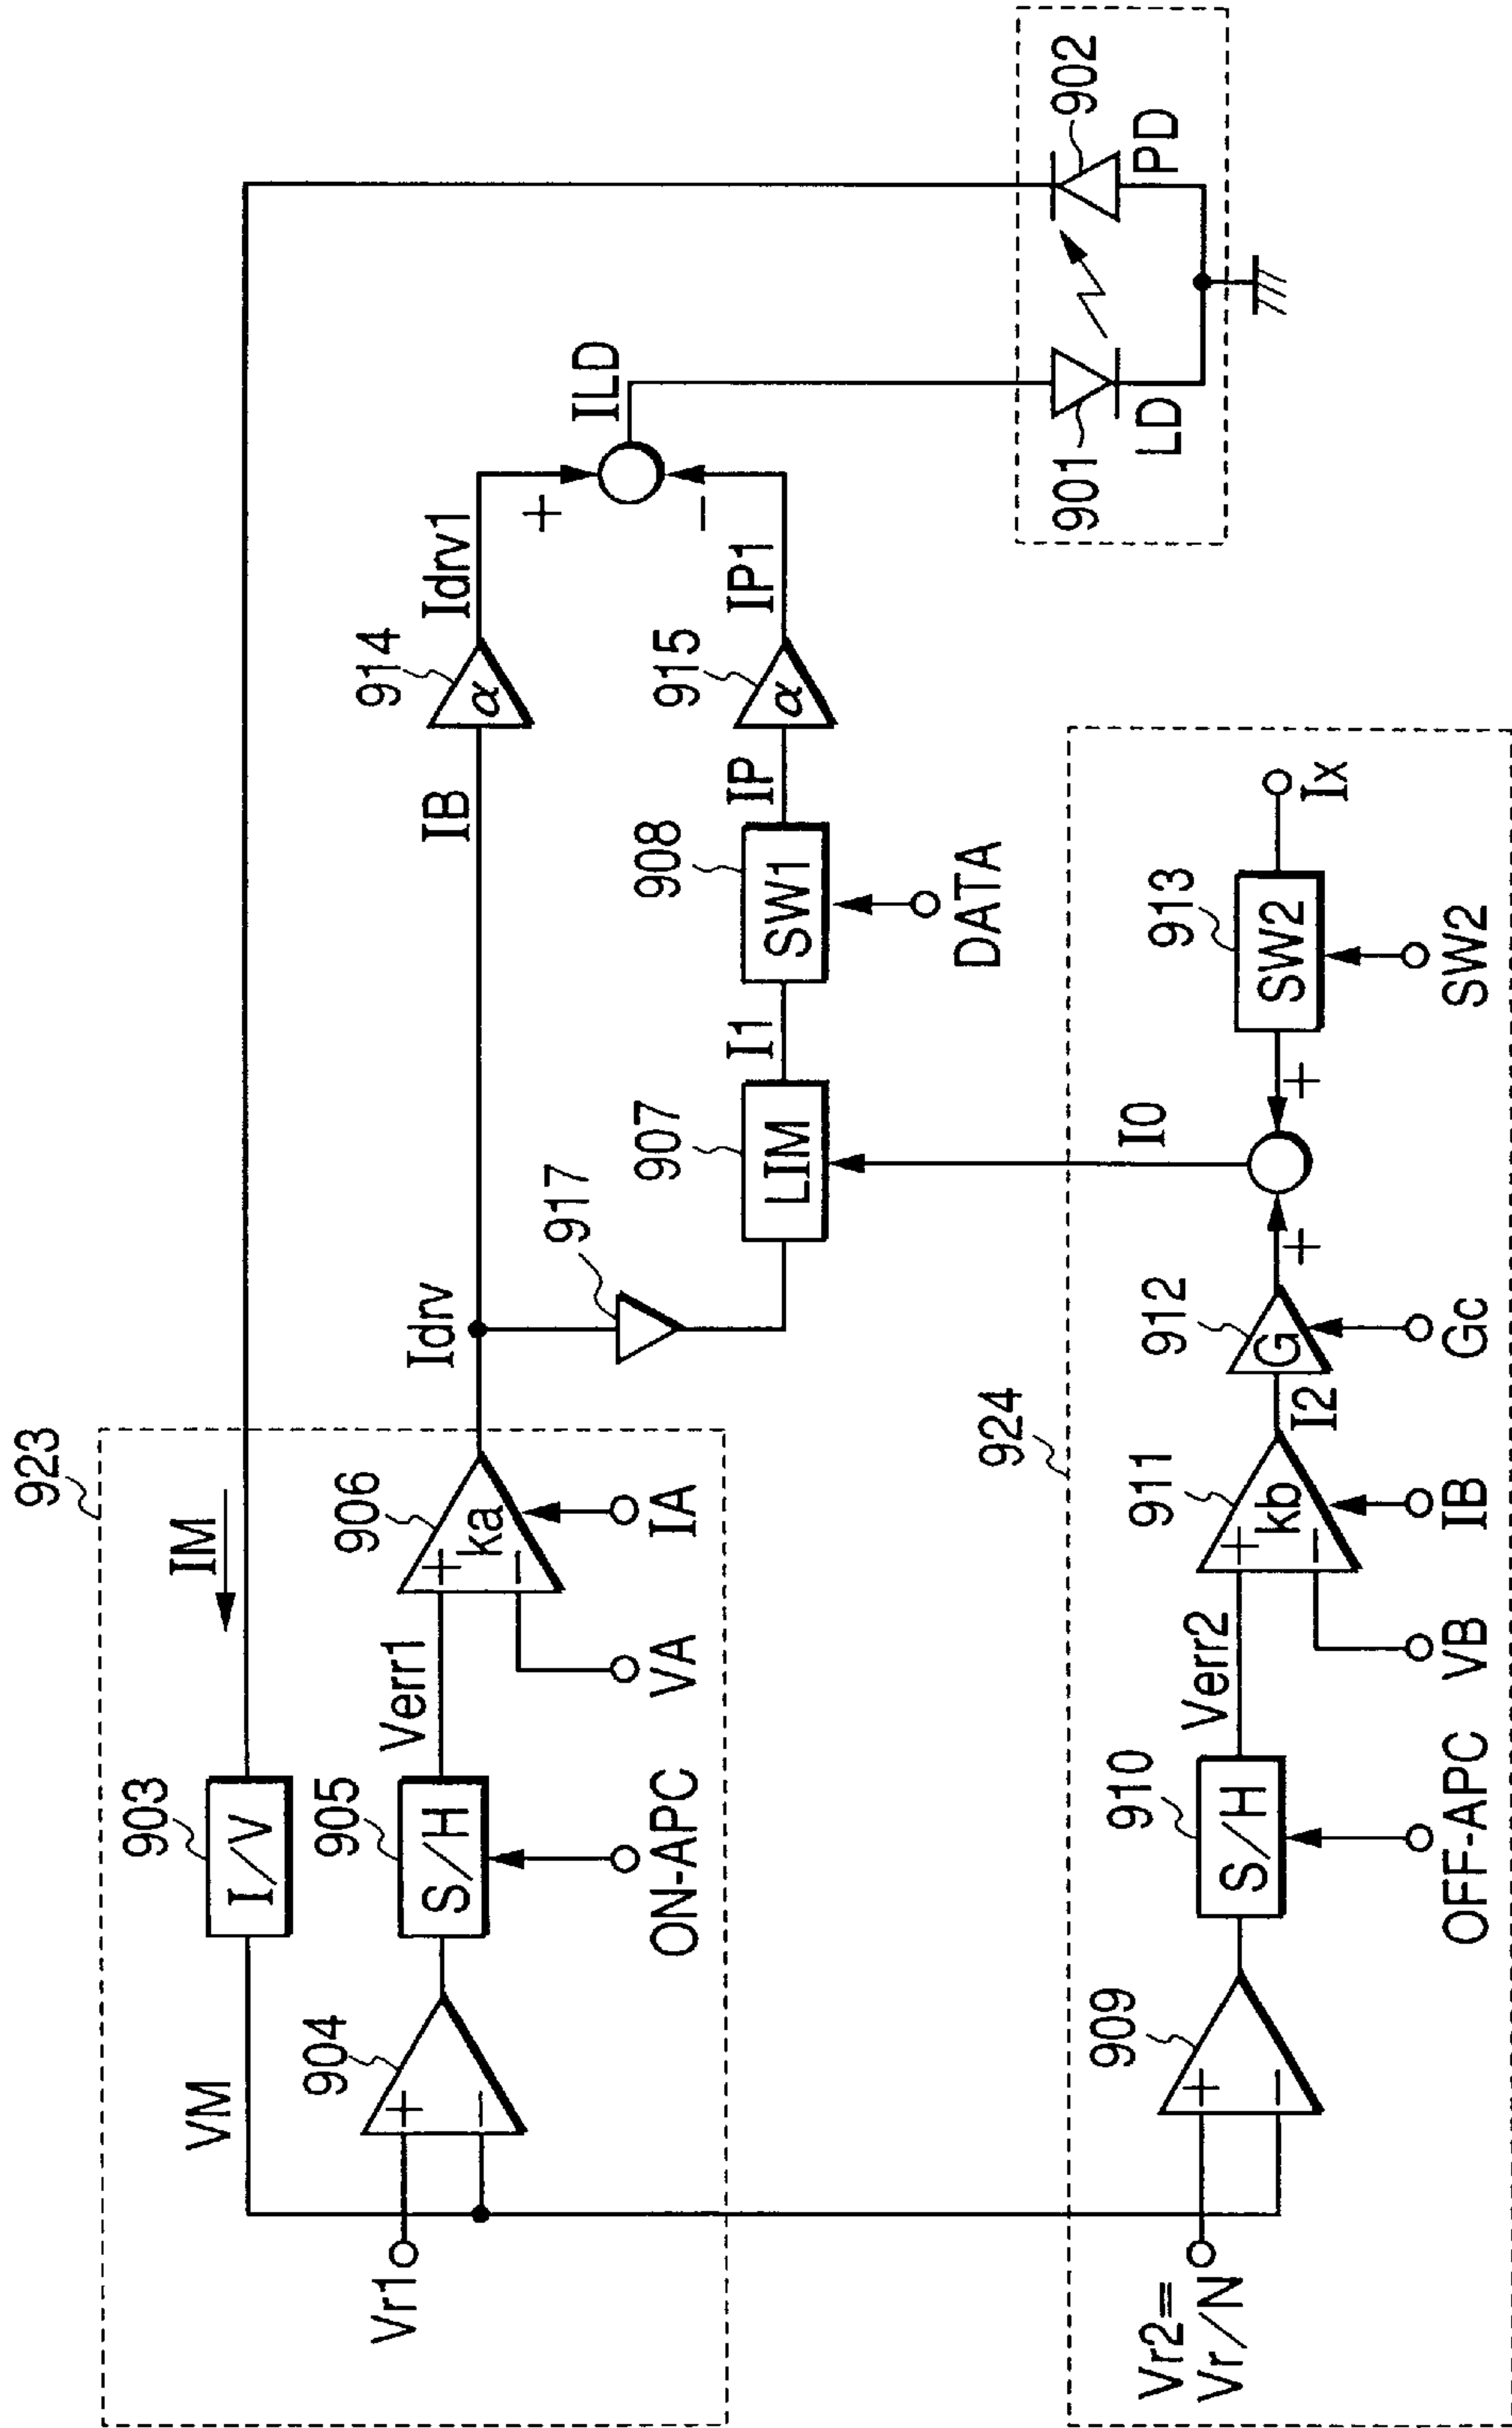 923
IM
903
I/V
VM
904
+
−
Vr1
905
S/H
ON-APC
Verr1
906
ka
+
−
VA
IA
Idrv
IB
914
α
Idrv1
+
−
ILD
917
907
LIM
I1
908
SW1
DATA
IP
915
α
IP1
901
LD
902
PD
924
Vr2=
Vr/N
909
+
−
910
S/H
OFF-APC
Verr2
911
kb
+
−
VB
IB
I2
912
G
Gc
+
I0
+
913
SW2
SW2
Ix